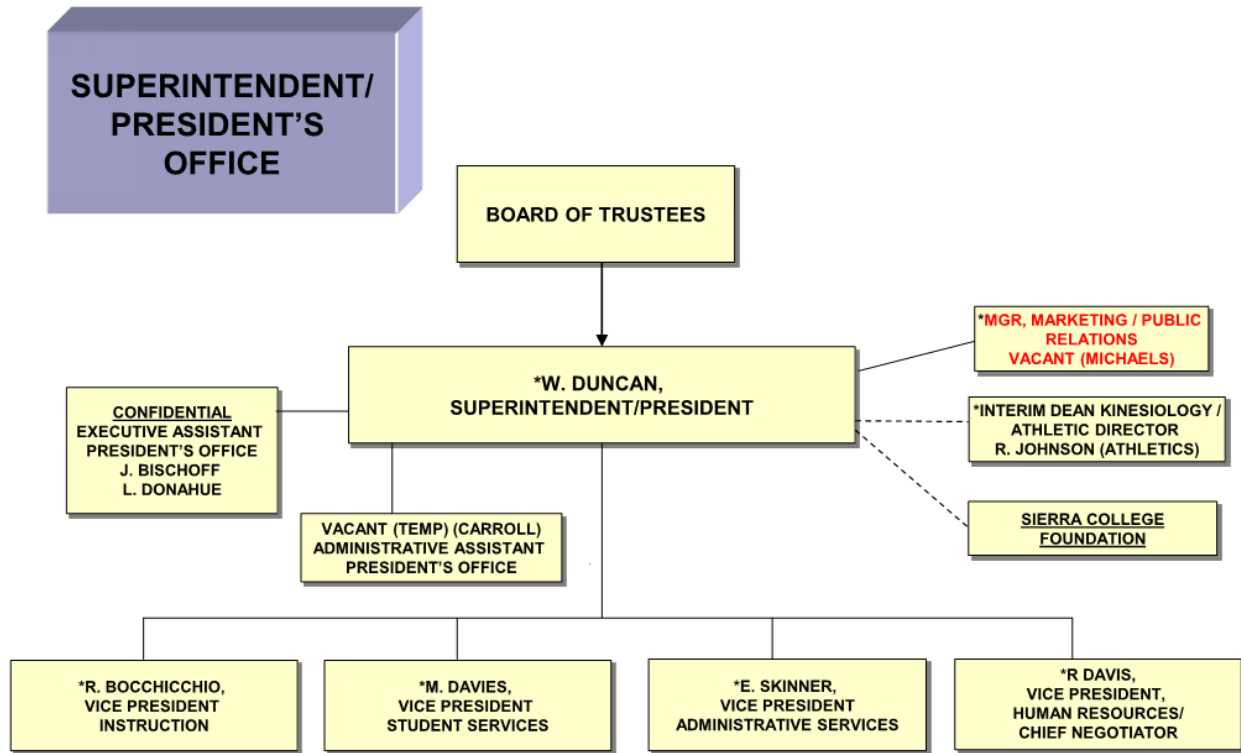 SUPERINTENDENT/
PRESIDENT’S
OFFICE
BOARD OF TRUSTEES
*MGR, MARKETING / PUBLIC
RELATIONS
VACANT (MICHAELS)
*W. DUNCAN,
SUPERINTENDENT/PRESIDENT
CONFIDENTIAL
EXECUTIVE ASSISTANT
PRESIDENT’S OFFICE
J. BISCHOFF
L. DONAHUE
*INTERIM DEAN KINESIOLOGY /
ATHLETIC DIRECTOR
R. JOHNSON (ATHLETICS)
VACANT (TEMP) (CARROLL)
ADMINISTRATIVE ASSISTANT
PRESIDENT’S OFFICE
SIERRA COLLEGE
FOUNDATION
*R. BOCCHICCHIO,
VICE PRESIDENT
INSTRUCTION
*M. DAVIES,
VICE PRESIDENT
STUDENT SERVICES
*E. SKINNER,
VICE PRESIDENT
ADMINISTRATIVE SERVICES
*R DAVIS,
VICE PRESIDENT,
HUMAN RESOURCES/
CHIEF NEGOTIATOR